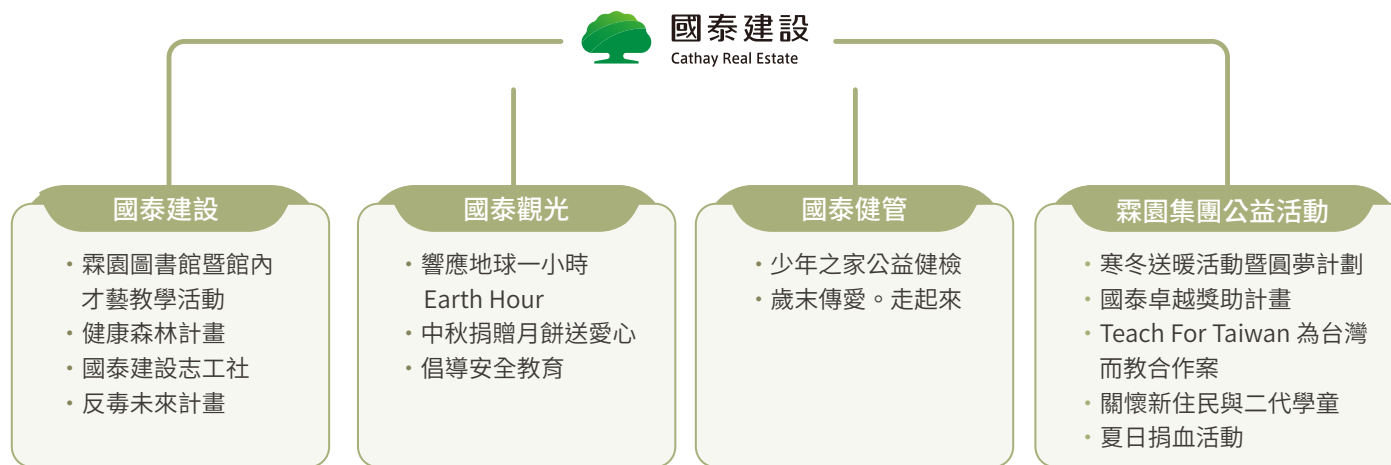 國泰建設
Cathay Real Estate
國泰建設
・霖園圖書館暨館內
才藝教學活動
・健康森林計畫
・國泰建設志工社
・反毒未來計畫
國泰觀光
・響應地球一小時
Earth Hour
・中秋捐贈月餅送愛心
・倡導安全教育
國泰健管
・少年之家公益健檢
・歲末傳愛。走起來
霖園集團公益活動
・寒冬送暖活動暨圓夢計劃
・國泰卓越獎助計畫
・Teach For Taiwan 為台灣
而教合作案
・關懷新住民與二代學童
・夏日捐血活動